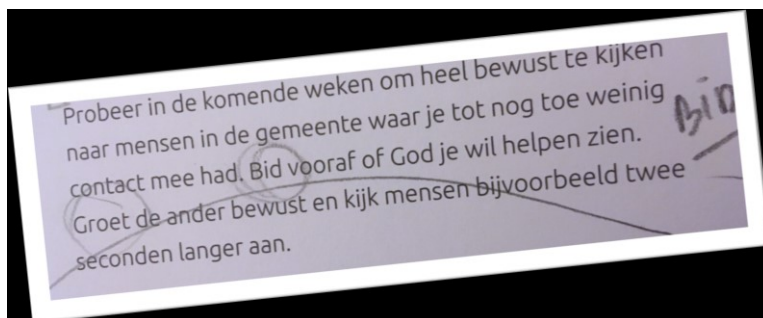 Probeer in de komende weken om heel bewust te kijken
naar mensen in de gemeente waar je tot nog toe weinig
contact mee had. Bid vooraf of God je wil helpen zien.
Groet de ander bewust en kijk mensen bijvoorbeeld twee
seconden langer aan.